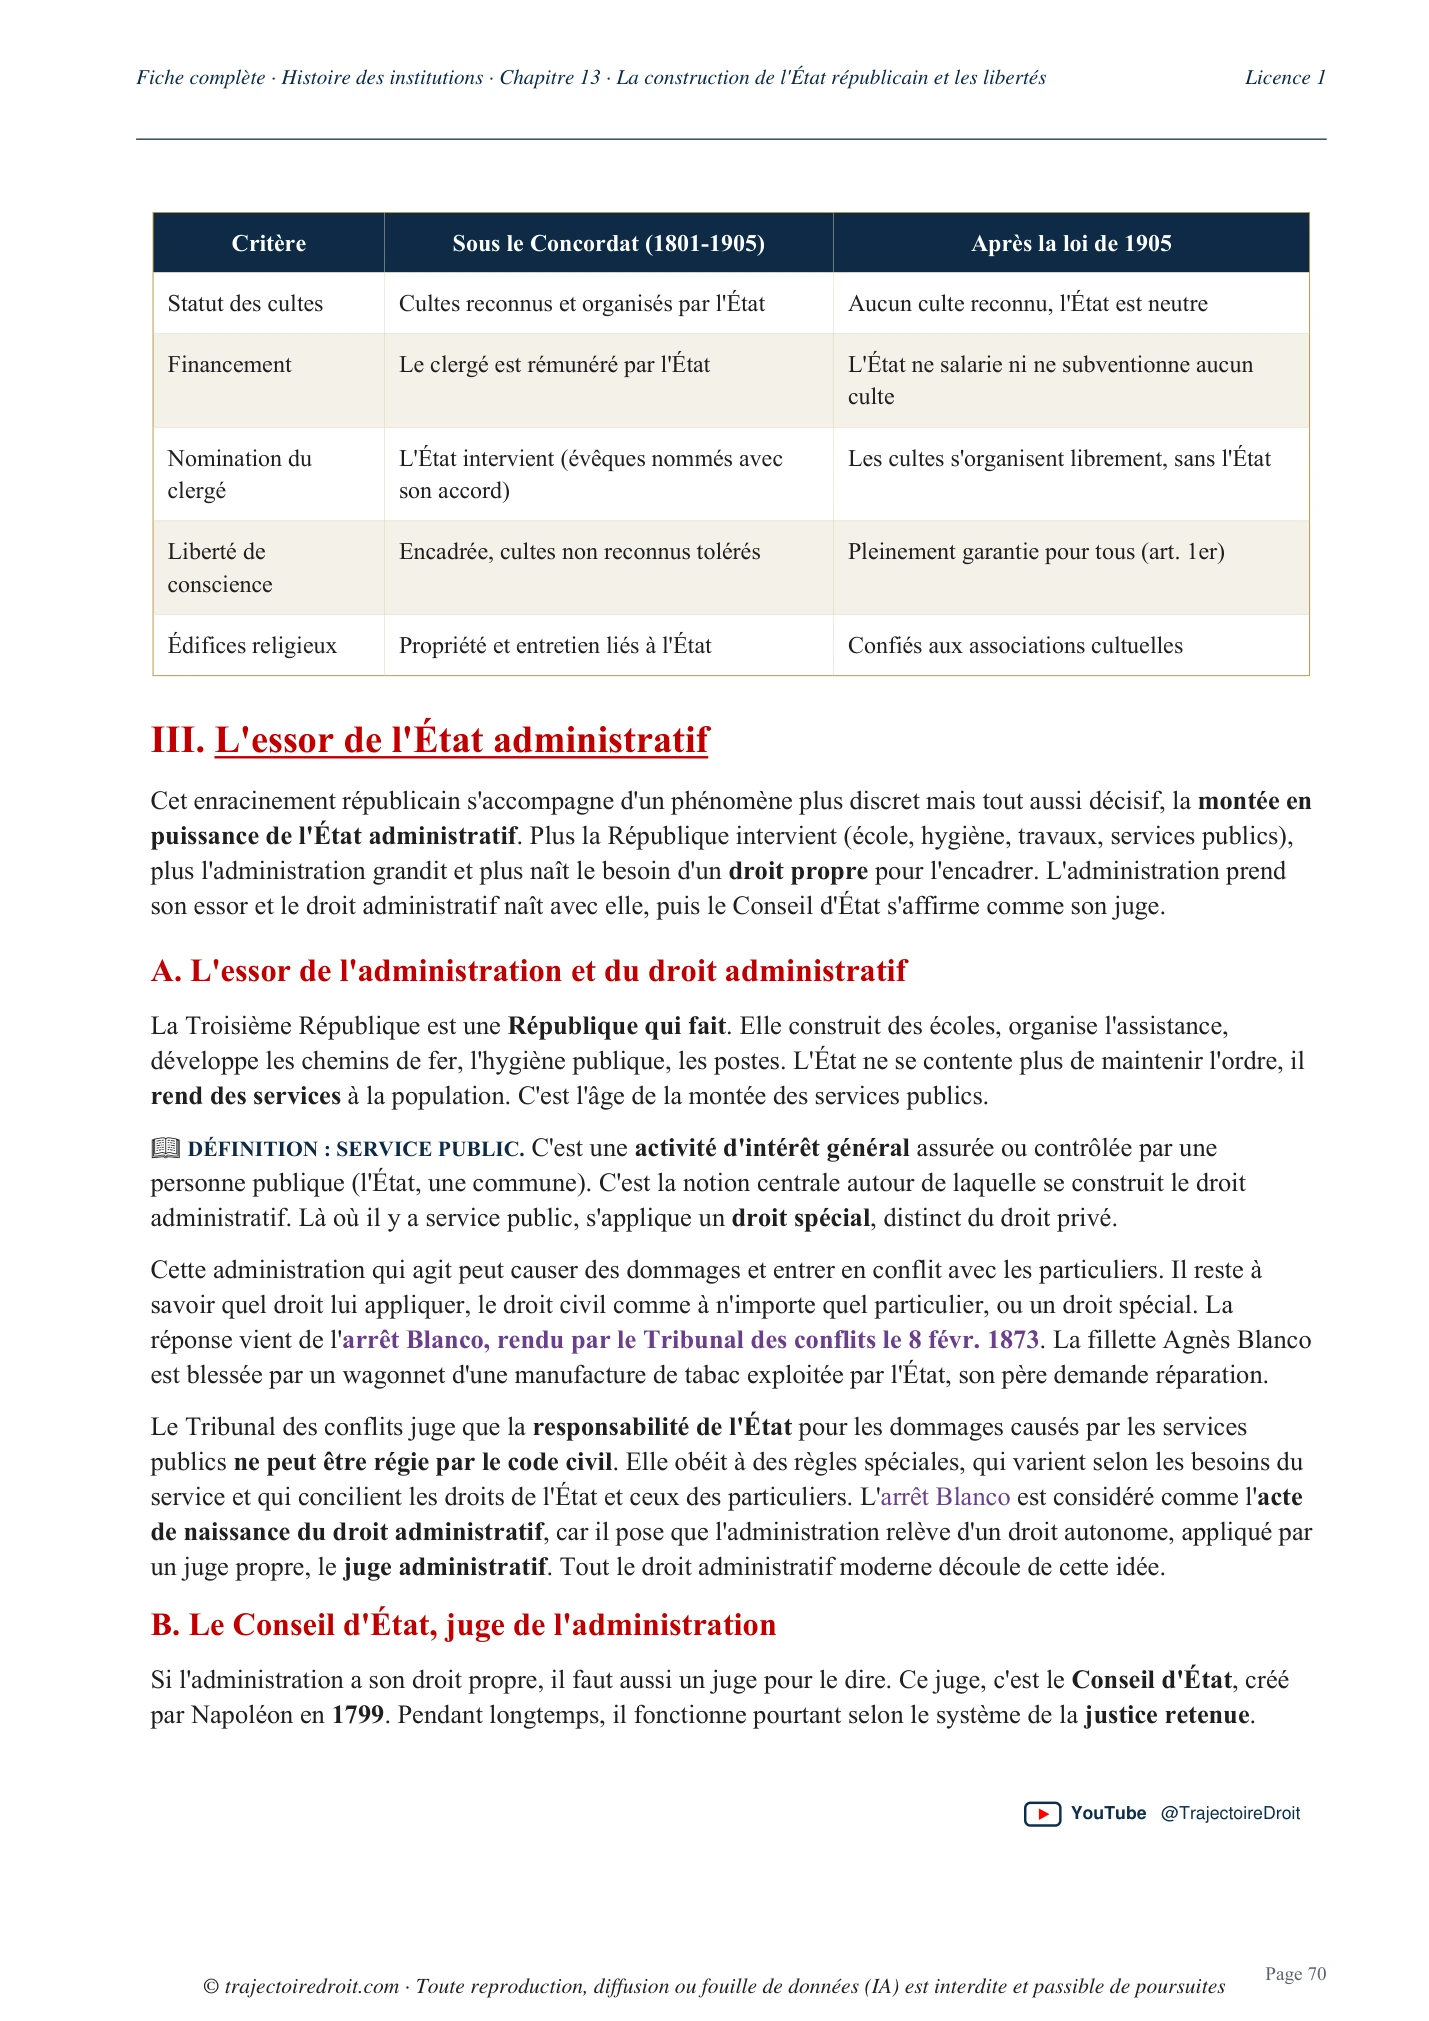 Fiche complète · Histoire des institutions · Chapitre 13 · La construction de l'État républicain et les libertés
Licence 1
Critère
Sous le Concordat (1801-1905)
Après la loi de 1905
Statut des cultes
Cultes reconnus et organisés par l'État
Aucun culte reconnu, l'État est neutre
Financement
Le clergé est rémunéré par l'État
L'État ne salarie ni ne subventionne aucun
culte
Nomination du
clergé
L'État intervient (évêques nommés avec
son accord)
Les cultes s'organisent librement, sans l'État
Liberté de
conscience
Encadrée, cultes non reconnus tolérés
Pleinement garantie pour tous (art. 1er)
Édifices religieux
Propriété et entretien liés à l'État
Confiés aux associations cultuelles
III. L'essor de l'État administratif
Cet enracinement républicain s'accompagne d'un phénomène plus discret mais tout aussi décisif, la montée en
puissance de l'État administratif. Plus la République intervient (école, hygiène, travaux, services publics),
plus l'administration grandit et plus naît le besoin d'un droit propre pour l'encadrer. L'administration prend
son essor et le droit administratif naît avec elle, puis le Conseil d'État s'affirme comme son juge.
A. L'essor de l'administration et du droit administratif
La Troisième République est une République qui fait. Elle construit des écoles, organise l'assistance,
développe les chemins de fer, l'hygiène publique, les postes. L'État ne se contente plus de maintenir l'ordre, il
rend des services à la population. C'est l'âge de la montée des services publics.
DÉFINITION : SERVICE PUBLIC. C'est une activité d'intérêt général assurée ou contrôlée par une
personne publique (l'État, une commune). C'est la notion centrale autour de laquelle se construit le droit
administratif. Là où il y a service public, s'applique un droit spécial, distinct du droit privé.
Cette administration qui agit peut causer des dommages et entrer en conflit avec les particuliers. Il reste à
savoir quel droit lui appliquer, le droit civil comme à n'importe quel particulier, ou un droit spécial. La
réponse vient de l'arrêt Blanco, rendu par le Tribunal des conflits le 8 févr. 1873. La fillette Agnès Blanco
est blessée par un wagonnet d'une manufacture de tabac exploitée par l'État, son père demande réparation.
Le Tribunal des conflits juge que la responsabilité de l'État pour les dommages causés par les services
publics ne peut être régie par le code civil. Elle obéit à des règles spéciales, qui varient selon les besoins du
service et qui concilient les droits de l'État et ceux des particuliers. L'arrêt Blanco est considéré comme l'acte
de naissance du droit administratif, car il pose que l'administration relève d'un droit autonome, appliqué par
un juge propre, le juge administratif. Tout le droit administratif moderne découle de cette idée.
B. Le Conseil d'État, juge de l'administration
Si l'administration a son droit propre, il faut aussi un juge pour le dire. Ce juge, c'est le Conseil d'État, créé
par Napoléon en 1799. Pendant longtemps, il fonctionne pourtant selon le système de la justice retenue.
YouTube @TrajectoireDroit
© trajectoiredroit.com · Toute reproduction, diffusion ou fouille de données (IA) est interdite et passible de poursuites
Page 70